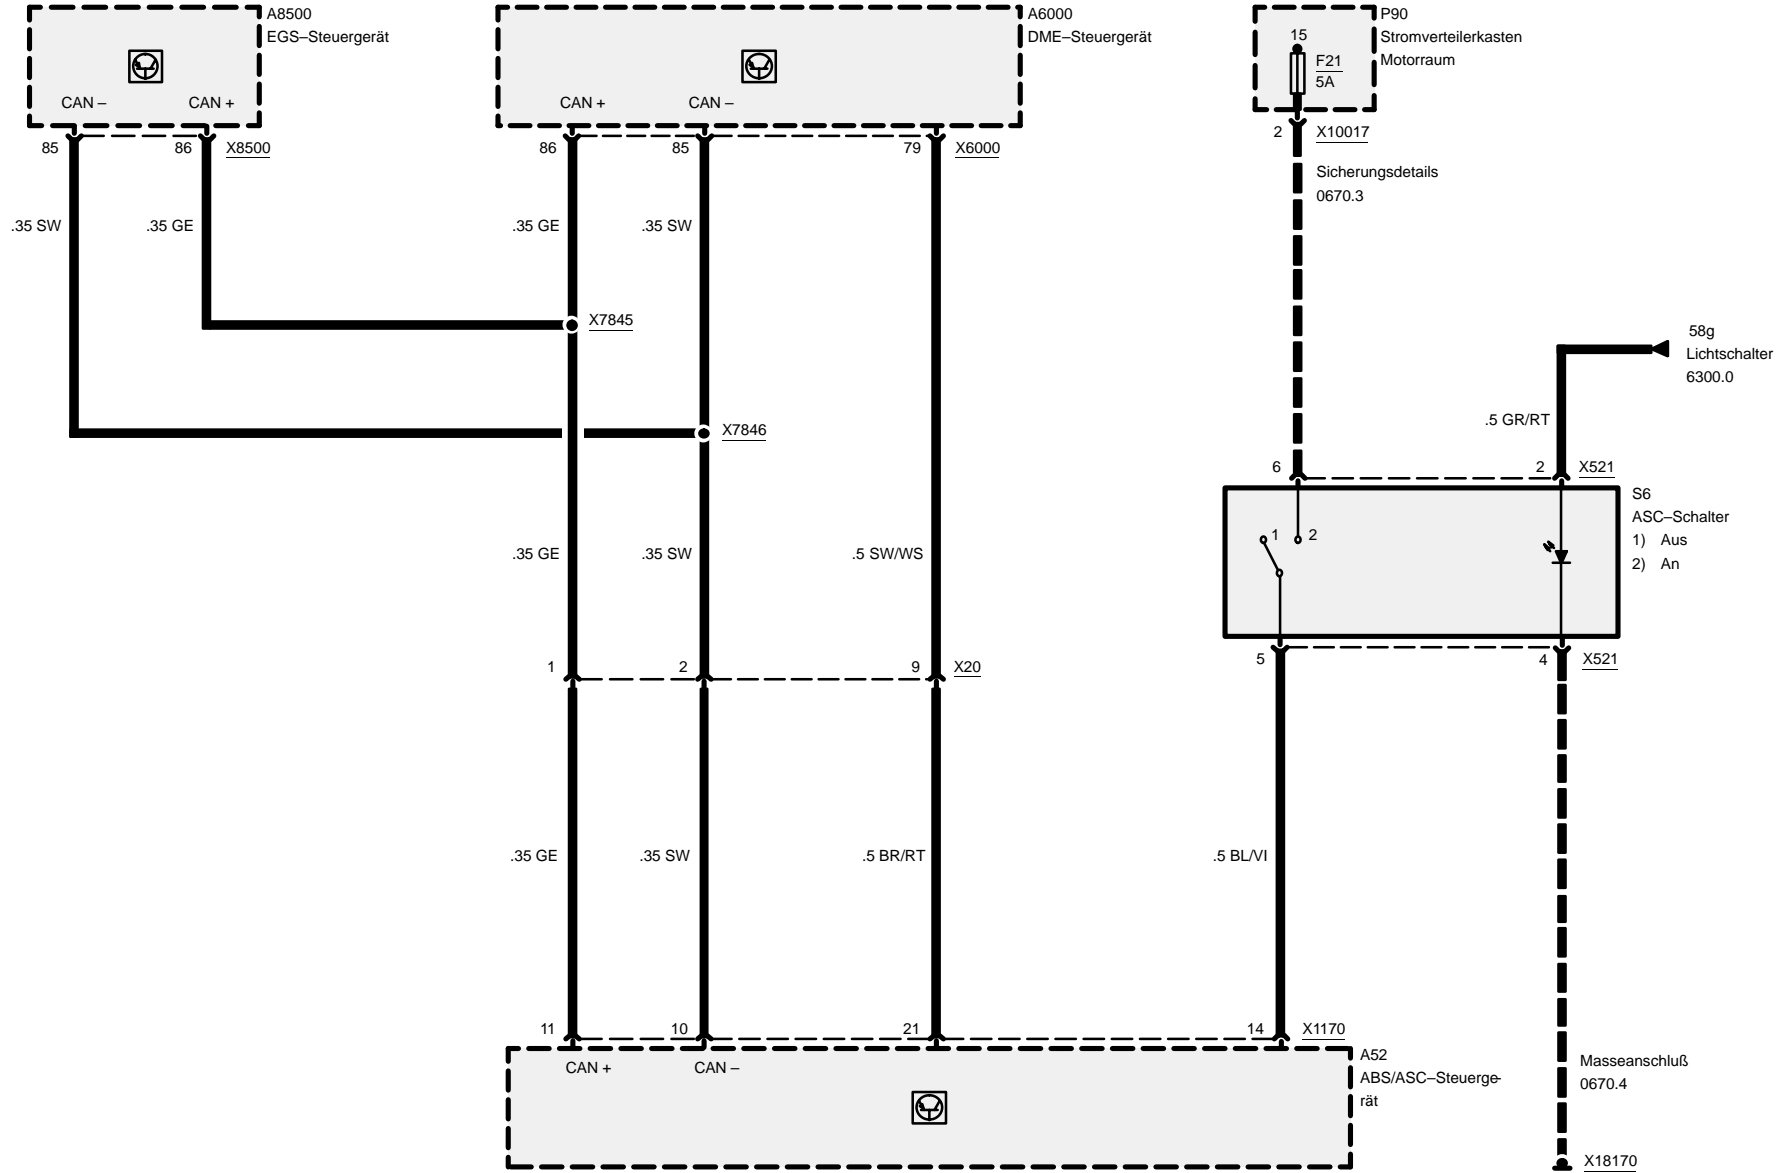 A8500
EGS–Steuergerät
CAN –
CAN +
85
86
X8500
.35 SW
.35 GE
A6000
DME–Steuergerät
CAN +
CAN –
86
85
79
X6000
.35 GE
.35 SW
P90
Stromverteilerkasten
Motorraum
15
F21
5A
2
X10017
Sicherungsdetails
0670.3
X7845
X7846
58g
Lichtschalter
6300.0
.5 GR/RT
6
2
X521
S6
ASC–Schalter
1) Aus
2) An
1
2
.35 GE
.35 SW
.5 SW/WS
5
4
X521
1
2
9
X20
.35 GE
.35 SW
.5 BR/RT
.5 BL/VI
11
10
21
14
X1170
CAN +
CAN –
A52
ABS/ASC–Steuerge-
rät
Masseanschluß
0670.4
X18170